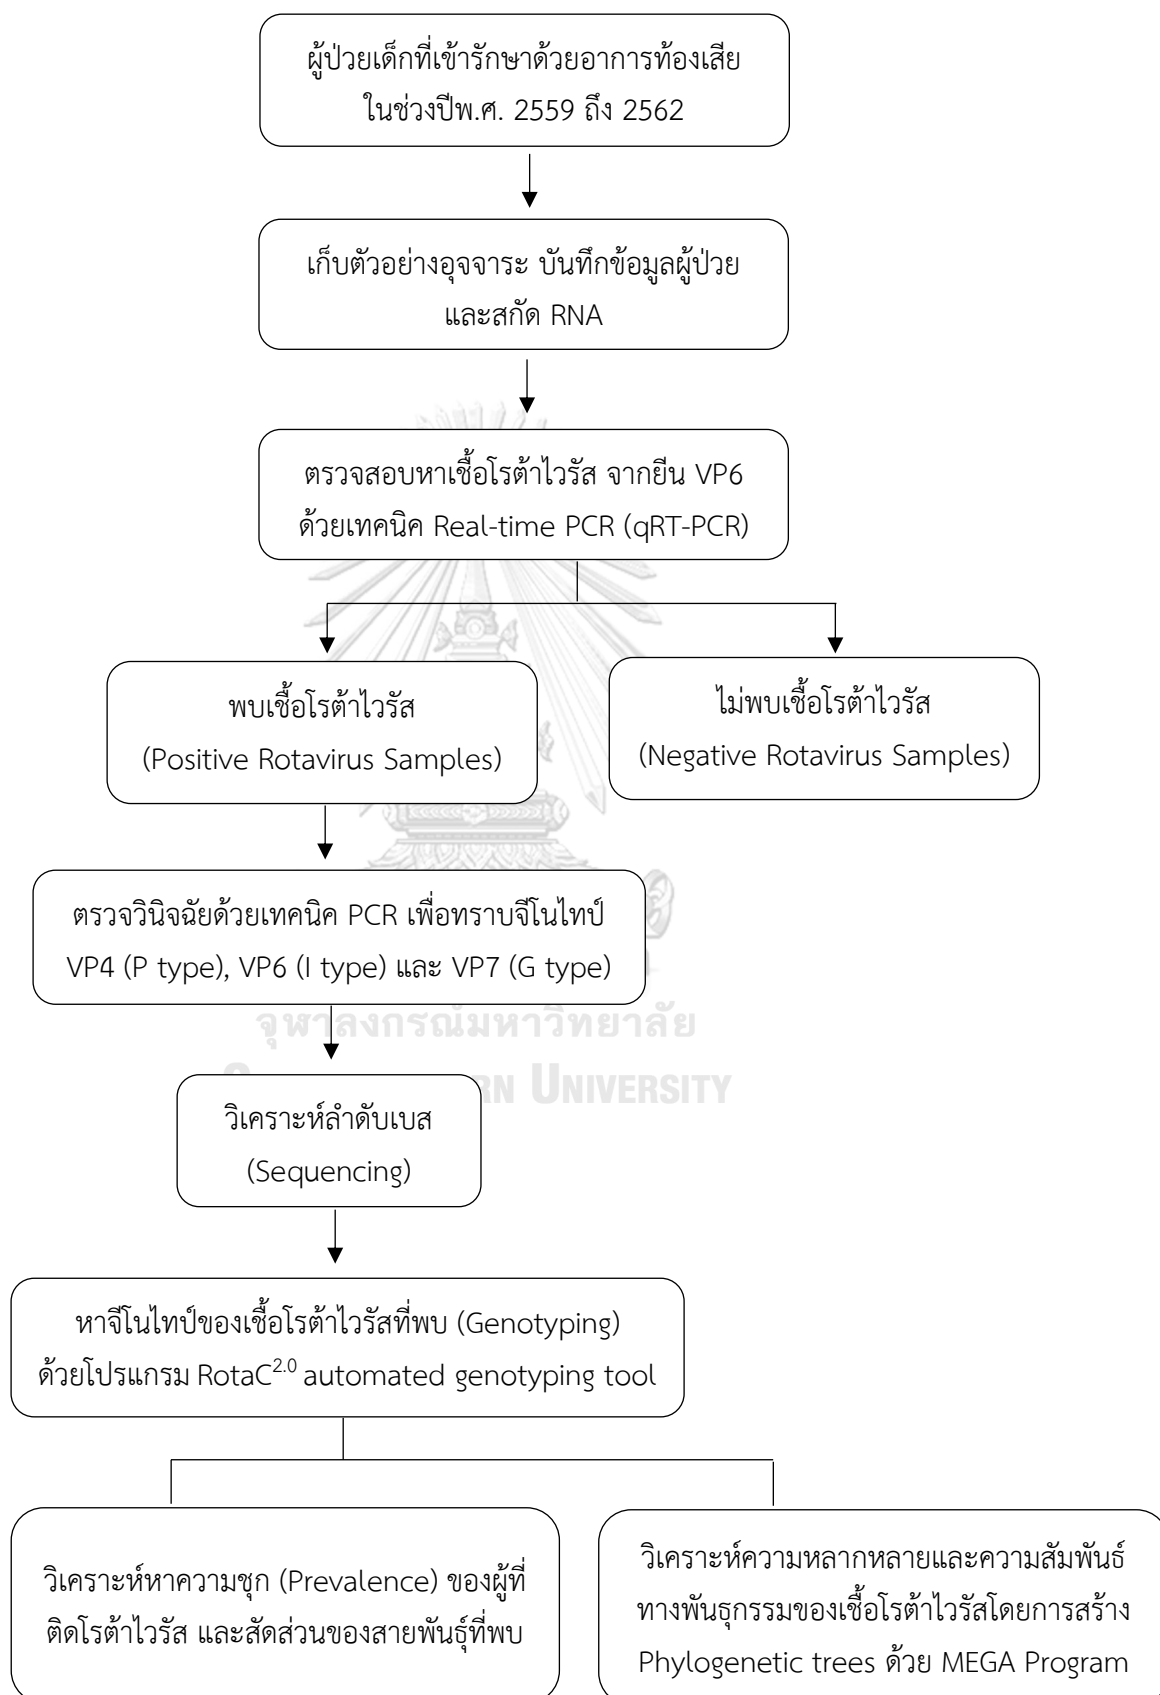 ผู้ป่วยเด็กที่เข้ารักษาด้วยอาการท้องเสีย
ในช่วงปีพ.ศ. 2559 ถึง 2562
เก็บตัวอย่างอุจจาระ บันทึกข้อมูลผู้ป่วย
และสกัด RNA
ตรวจสอบหาเชื้อโรต้าไวรัส จากยีน VP6
ด้วยเทคนิค Real-time PCR (qRT-PCR)
พบเชื้อโรต้าไวรัส
(Positive Rotavirus Samples)
ไม่พบเชื้อโรต้าไวรัส
(Negative Rotavirus Samples)
ตรวจวินิจฉัยด้วยเทคนิค PCR เพื่อทราบจีโนไทป์
VP4 (P type), VP6 (I type) และ VP7 (G type)
จุฬาลงกรณ์มหาวิทยาลัย
RN UNIVERSITY
วิเคราะห์ลำดับเบส
(Sequencing)
หาจีโนไทป์ของเชื้อโรต้าไวรัสที่พบ (Genotyping)
ด้วยโปรแกรม RotaC2.0 automated genotyping tool
วิเคราะห์หาความชุก (Prevalence) ของผู้ที่
ติดโรต้าไวรัส และสัดส่วนของสายพันธุ์ที่พบ
วิเคราะห์ความหลากหลายและความสัมพันธ์
ทางพันธุกรรมของเชื้อโรต้าไวรัสโดยการสร้าง
Phylogenetic trees ด้วย MEGA Program